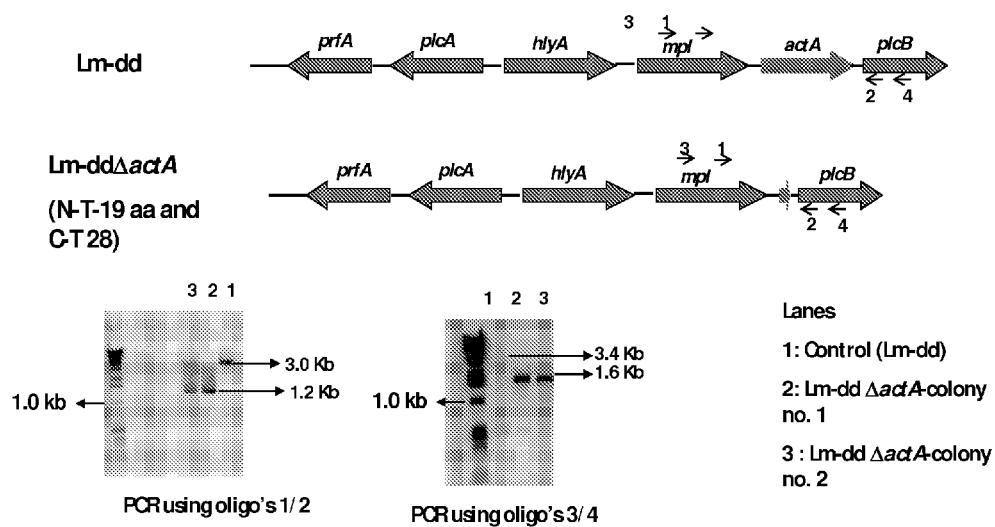 3 1
prfA plcA hlyA mpl actA plcB
Lm-dd
2 4
Lm-ddΔactA
3 1
prfA plcA hlyA mpl plcB
(N-T-19 aa and
C-T 28)
2 4
3 2 1
3.0 Kb
1.2 Kb
1.0 kb
PCR using oligo's 1/2
1 2 3
3.4 Kb
1.6 Kb
1.0 kb
PCR using oligo's 3/4
Lanes
1: Control (Lm-dd)
2: Lm-dd ΔactA-colony
no. 1
3 : Lm-dd ΔactA-colony
no. 2